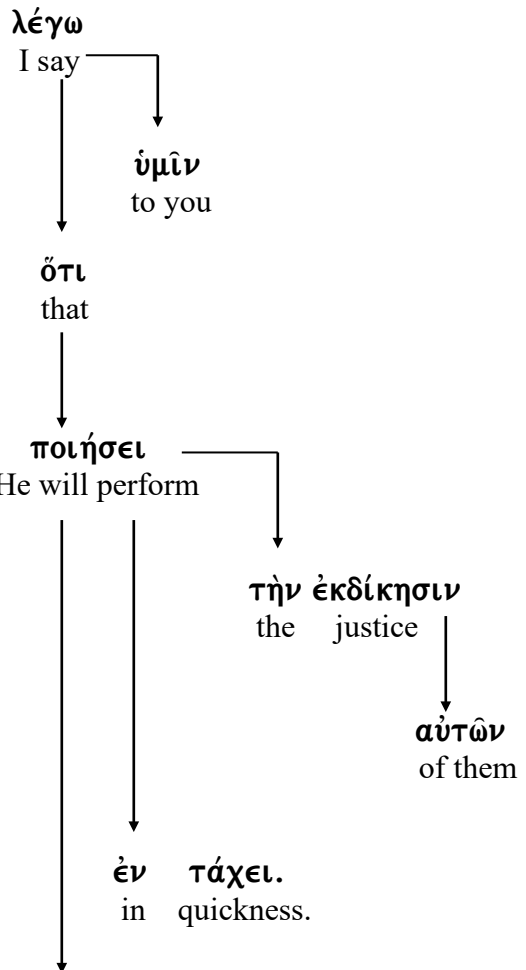 λέγω
I say
ὑμῖν
to you
ὅτι
that
ποιήσει
He will perform
τὴν ἐκδίκησιν
the justice
αὐτῶν
of them
ἐν τάχει.
in quickness.